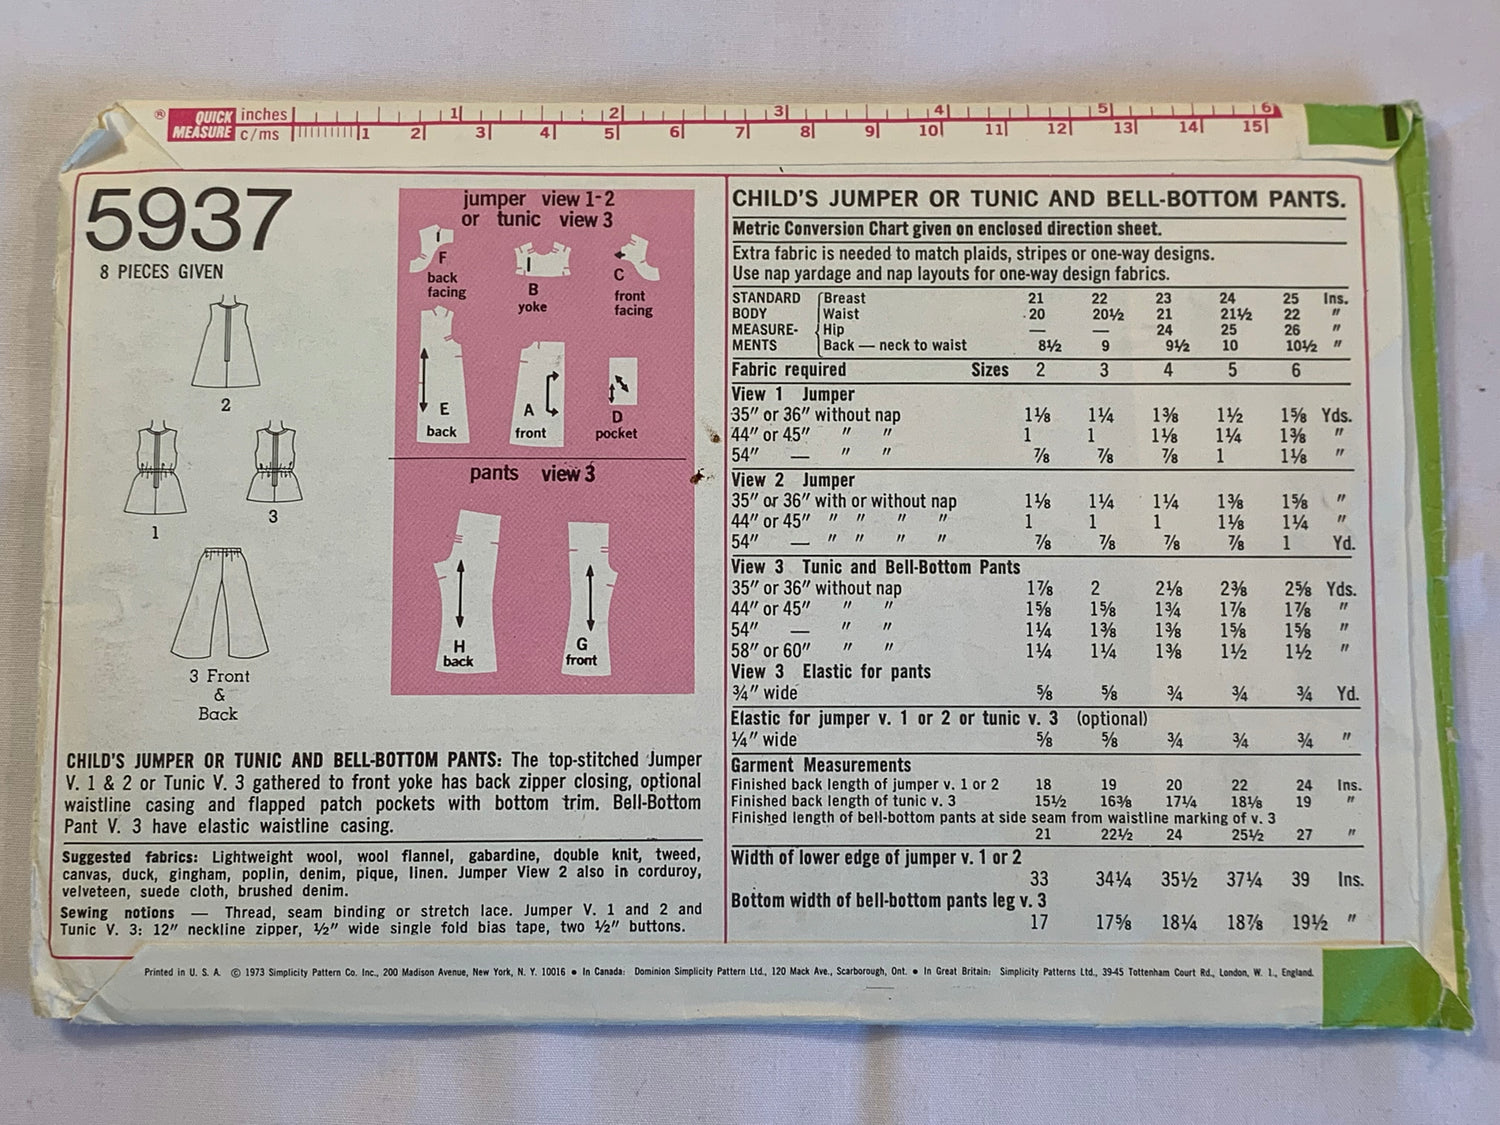 ® QUICK MEASURE inches 1 2 3 4 5 6
c/ms 1 2 3 4 5 6 7 8 9 10 11 12 13 14 15
5937
8 PIECES GIVEN
2
1
3
3 Front
&
Back
jumper view 1-2
or tunic view 3
F
back
facing
B
yoke
C
front
facing
E
back
A
front
D
pocket
pants view 3
H
back
G
front
CHILD'S JUMPER OR TUNIC AND BELL-BOTTOM PANTS: The top-stitched Jumper
V. 1 & 2 or Tunic V. 3 gathered to front yoke has back zipper closing, optional
waistline casing and flapped patch pockets with bottom trim. Bell-Bottom
Pant V. 3 have elastic waistline casing.
Suggested fabrics: Lightweight wool, wool flannel, gabardine, double knit, tweed,
canvas, duck, gingham, poplin, denim, pique, linen. Jumper View 2 also in corduroy,
velveteen, suede cloth, brushed denim.
Sewing notions — Thread, seam binding or stretch lace. Jumper V. 1 and 2 and
Tunic V. 3: 12″ neckline zipper, ½″ wide single fold bias tape, two ½″ buttons.
CHILD'S JUMPER OR TUNIC AND BELL-BOTTOM PANTS.
Metric Conversion Chart given on enclosed direction sheet.
Extra fabric is needed to match plaids, stripes or one-way designs.
Use nap yardage and nap layouts for one-way design fabrics.
STANDARD Breast 21 22 23 24 25 Ins.
BODY Waist 20 20½ 21 21½ 22 ″
MEASURE- Hip — — 24 25 26 ″
MENTS Back — neck to waist 8½ 9 9½ 10 10½ ″
Fabric required Sizes 2 3 4 5 6
View 1 Jumper
35″ or 36″ without nap 1⅛ 1¼ 1⅜ 1½ 1⅝ Yds.
44″ or 45″ ″ ″ 1 1 1⅛ 1¼ 1⅜ ″
54″ — ″ ″ ⅞ ⅞ ⅞ 1 1⅛ ″
View 2 Jumper
35″ or 36″ with or without nap 1⅛ 1¼ 1¼ 1⅜ 1⅝ ″
44″ or 45″ ″ ″ ″ ″ 1 1 1 1⅛ 1¼ ″
54″ — ″ ″ ″ ″ ⅞ ⅞ ⅞ ⅞ 1 Yd.
View 3 Tunic and Bell-Bottom Pants
35″ or 36″ without nap 1⅞ 2 2⅛ 2⅜ 2⅝ Yds.
44″ or 45″ ″ ″ 1⅝ 1⅝ 1¾ 1⅞ 1⅞ ″
54″ — ″ ″ 1¼ 1⅜ 1⅜ 1⅝ 1⅝ ″
58″ or 60″ ″ ″ 1¼ 1¼ 1⅜ 1½ 1½ ″
View 3 Elastic for pants
¾″ wide ⅝ ⅝ ¾ ¾ ¾ Yd.
Elastic for jumper v. 1 or 2 or tunic v. 3 (optional)
¼″ wide ⅝ ⅝ ¾ ¾ ¾ ″
Garment Measurements
Finished back length of jumper v. 1 or 2 18 19 20 22 24 Ins.
Finished back length of tunic v. 3 15½ 16⅜ 17¼ 18⅛ 19 ″
Finished length of bell-bottom pants at side seam from waistline marking of v. 3
21 22½ 24 25½ 27 ″
Width of lower edge of jumper v. 1 or 2
33 34¼ 35½ 37¼ 39 Ins.
Bottom width of bell-bottom pants leg v. 3
17 17⅝ 18¼ 18⅞ 19½ ″
Printed in U. S. A. © 1973 Simplicity Pattern Co. Inc., 200 Madison Avenue, New York, N. Y. 10016 • In Canada: Dominion Simplicity Pattern Ltd., 120 Mack Ave., Scarborough, Ont. • In Great Britain: Simplicity Patterns Ltd., 39-45 Tottenham Court Rd., London, W. 1., England.